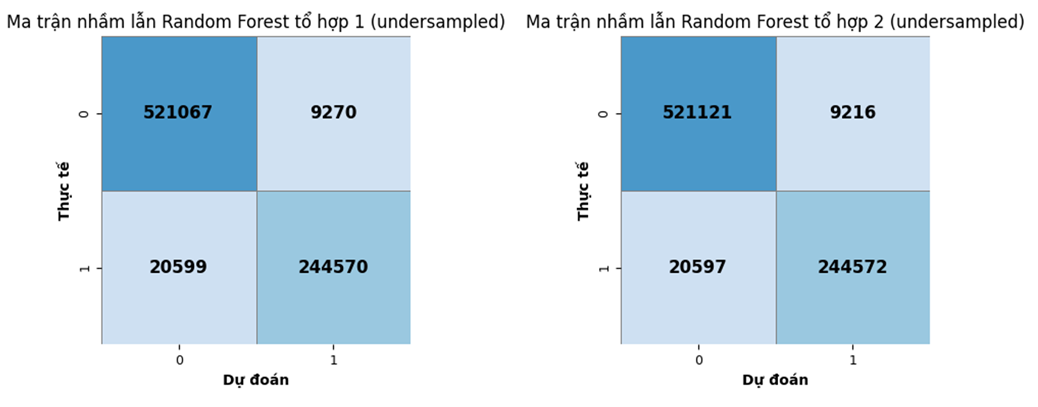 Ma trận nhầm lẫn Random Forest tổ hợp 1 (undersampled)
0
521067
9270
Thực tế
1
20599
244570
0
1
Dự đoán
Ma trận nhầm lẫn Random Forest tổ hợp 2 (undersampled)
0
521121
9216
Thực tế
1
20597
244572
0
1
Dự đoán